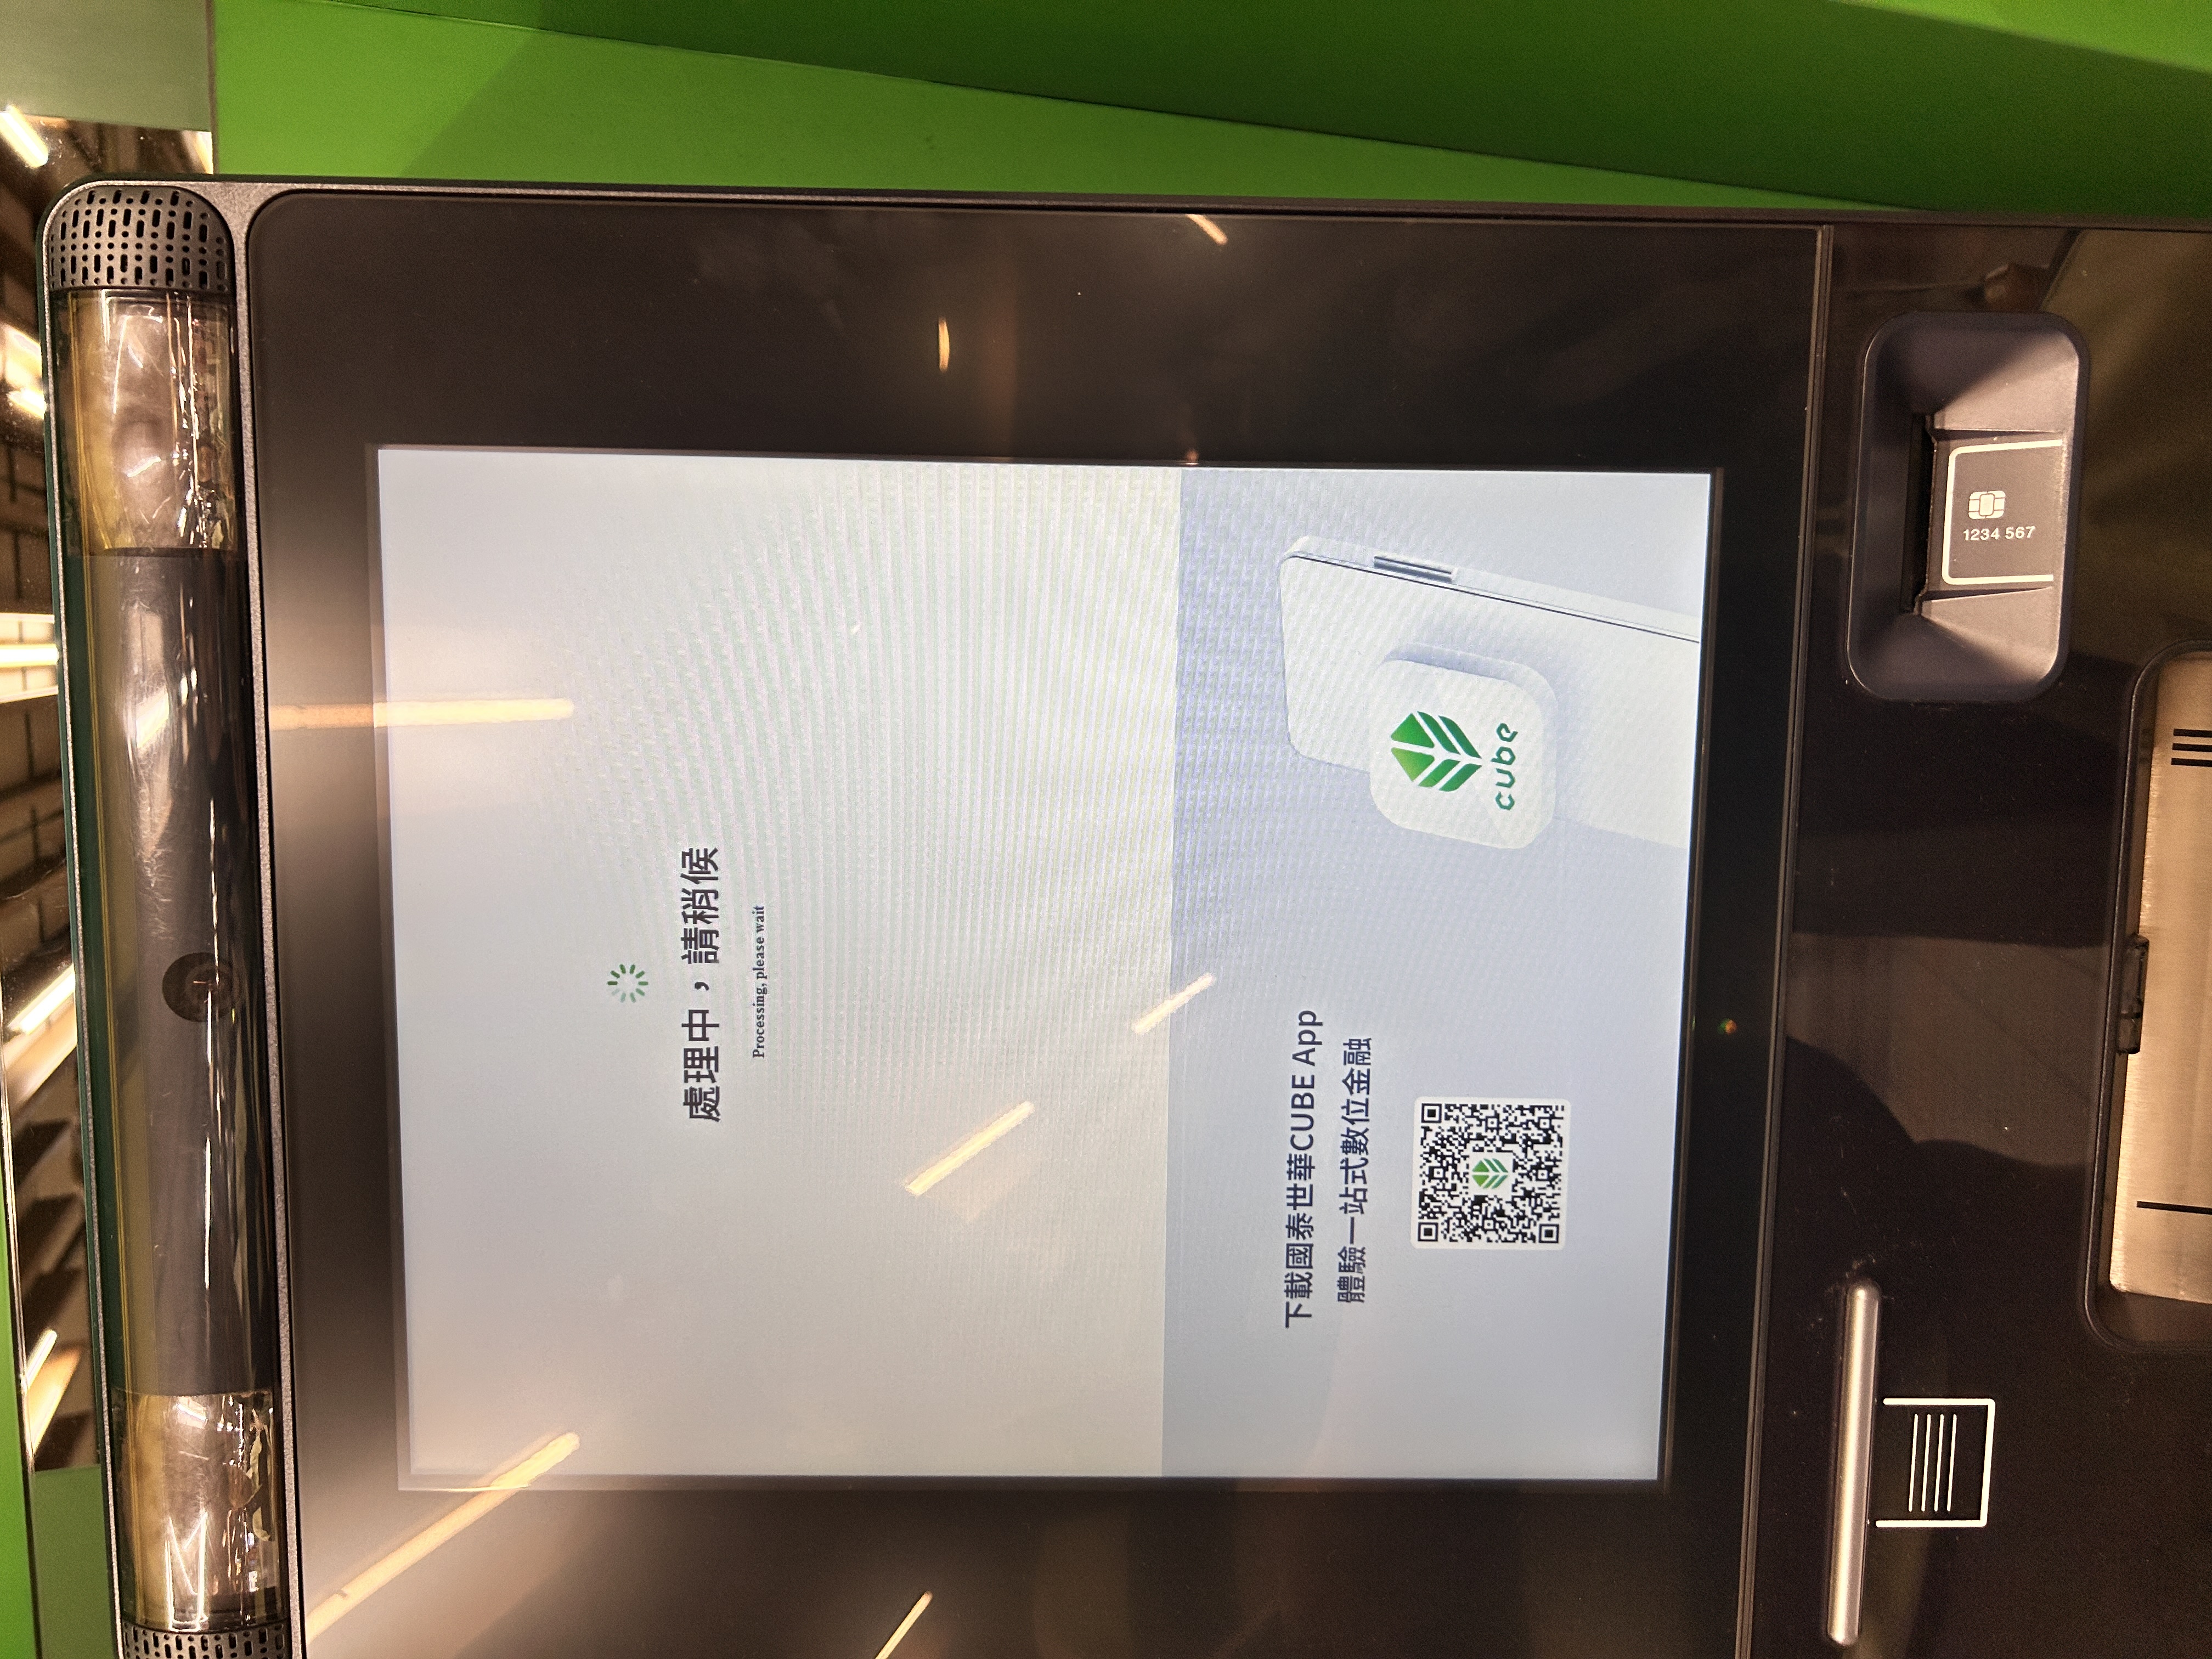 處理中，請稍候
Processing, please wait
下載國泰世華CUBE App
體驗一站式數位金融
cube
1234 567